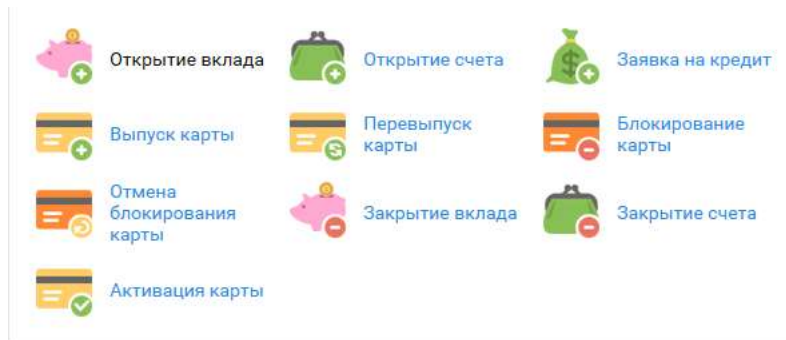 Открытие вклада
Открытие счета
Заявка на кредит
Выпуск карты
Перевыпуск
карты
Блокирование
карты
Отмена
блокирования
карты
Закрытие вклада
Закрытие счета
Активация карты